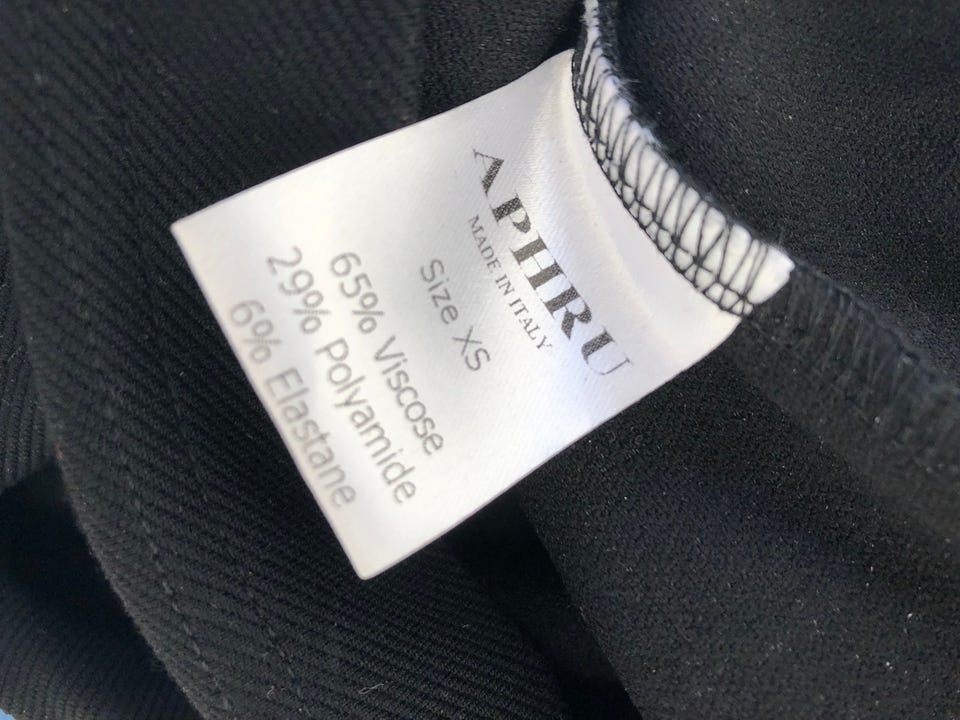 APHRU
MADE IN ITALY
Size XS
65% Viscose
29% Polyamide
6% Elastane